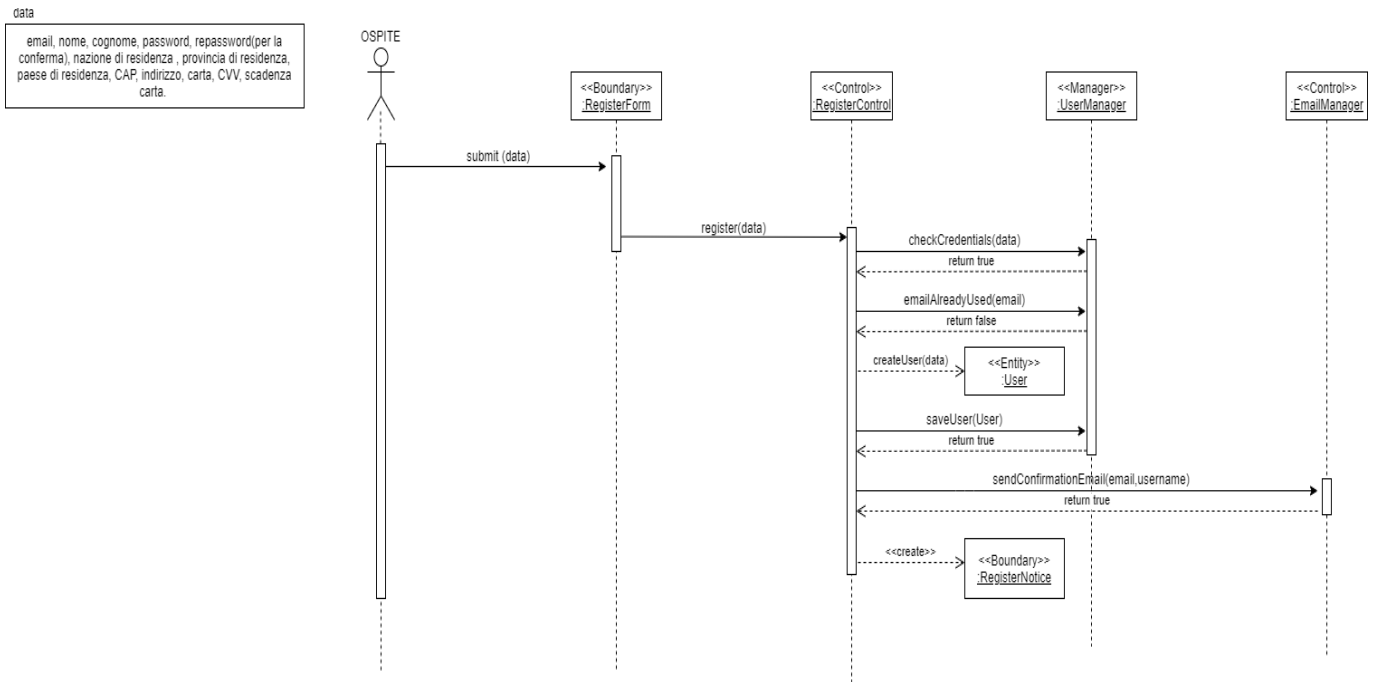 data
email, nome, cognome, password, repassword(per la
conferma), nazione di residenza , provincia di residenza,
paese di residenza, CAP, indirizzo, carta, CVV, scadenza
carta.
OSPITE
<<Boundary>>
:RegisterForm
<<Control>>
:RegisterControl
<<Manager>>
:UserManager
<<Control>>
:EmailManager
submit (data)
register(data)
checkCredentials(data)
return true
emailAlreadyUsed(email)
return false
createUser(data)
<<Entity>>
:User
saveUser(User)
return true
sendConfirmationEmail(email,username)
return true
<<create>>
<<Boundary>>
:RegisterNotice